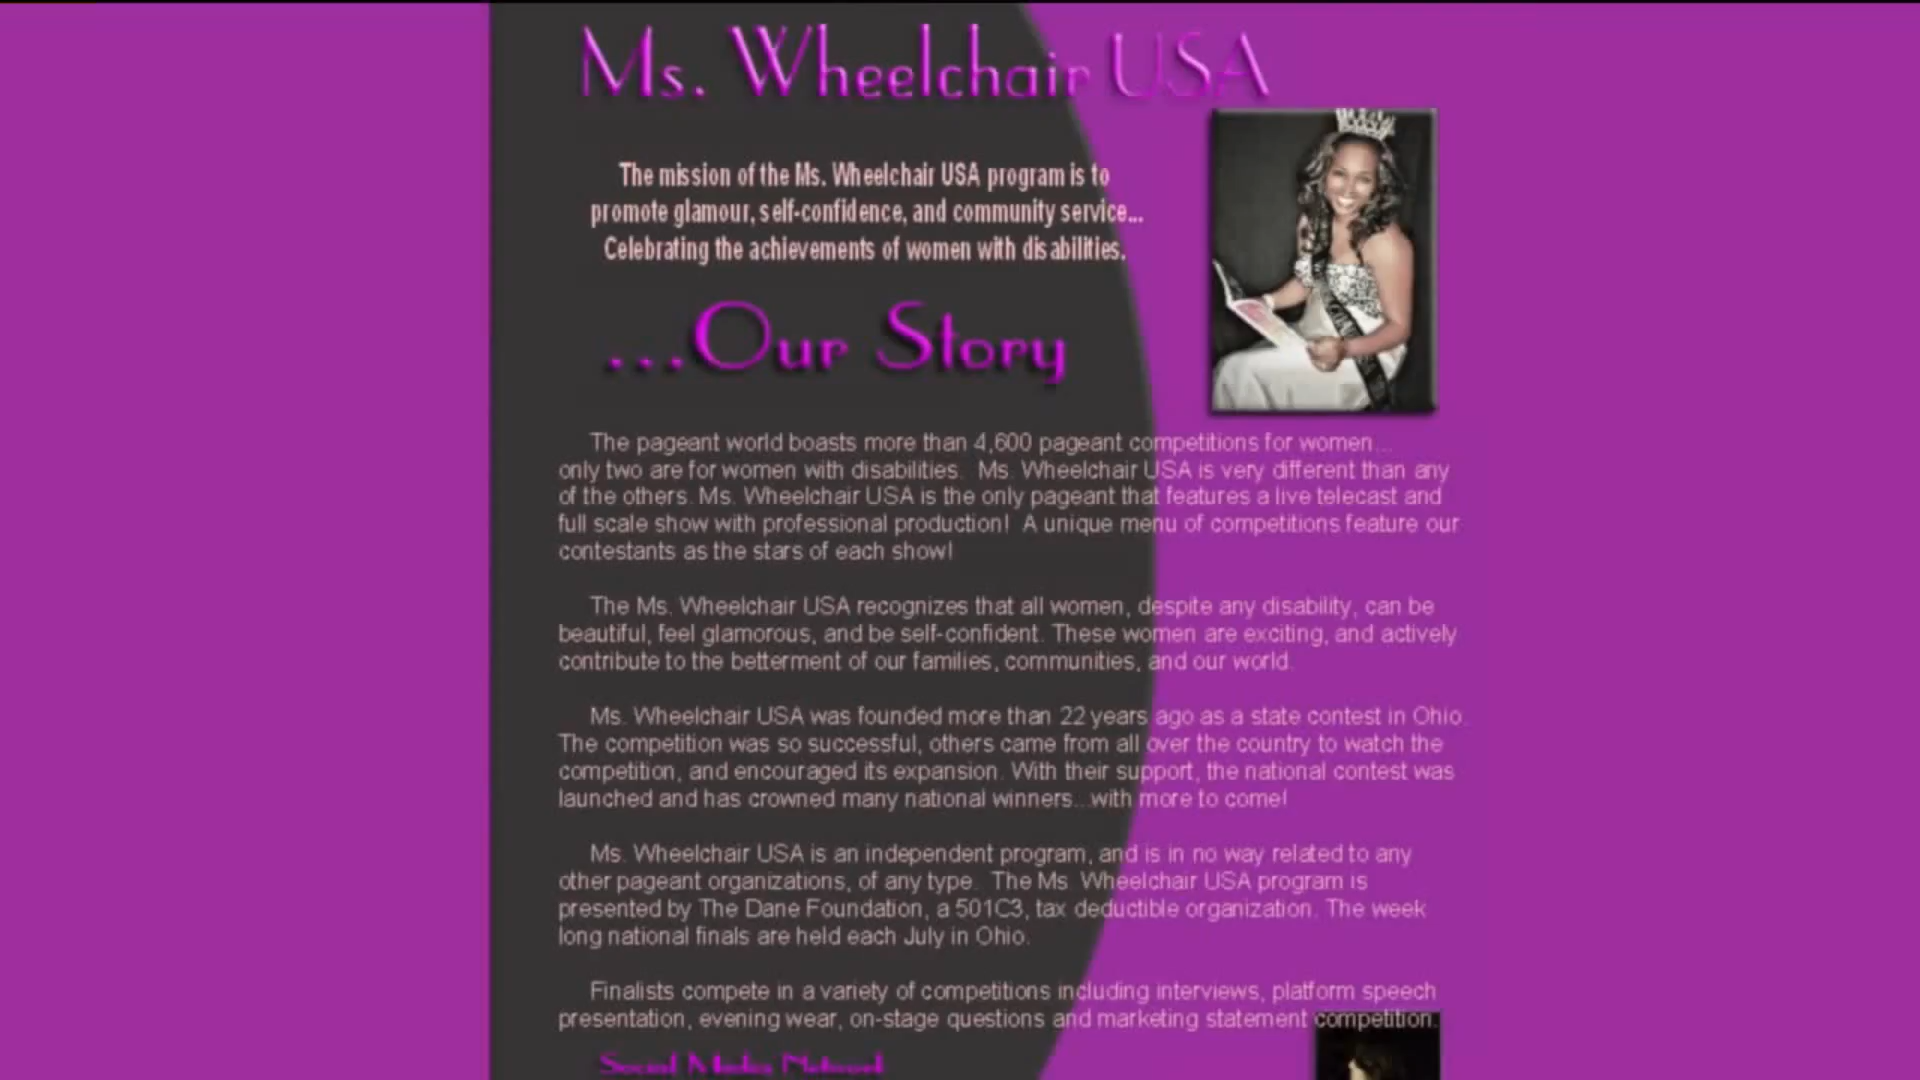 Ms. Wheelchair USA
The mission of the Ms. Wheelchair USA program is to
promote glamour, self-confidence, and community service...
Celebrating the achievements of women with disabilities.
...Our Story
The pageant world boasts more than 4,600 pageant competitions for women...
only two are for women with disabilities. Ms. Wheelchair USA is very different than any
of the others. Ms. Wheelchair USA is the only pageant that features a live telecast and
full scale show with professional production! A unique menu of competitions feature our
contestants as the stars of each show!
The Ms. Wheelchair USA recognizes that all women, despite any disability, can be
beautiful, feel glamorous, and be self-confident. These women are exciting, and actively
contribute to the betterment of our families, communities, and our world.
Ms. Wheelchair USA was founded more than 22 years ago as a state contest in Ohio.
The competition was so successful, others came from all over the country to watch the
competition, and encouraged its expansion. With their support, the national contest was
launched and has crowned many national winners...with more to come!
Ms. Wheelchair USA is an independent program, and is in no way related to any
other pageant organizations, of any type. The Ms. Wheelchair USA program is
presented by The Dane Foundation, a 501C3, tax deductible organization. The week
long national finals are held each July in Ohio.
Finalists compete in a variety of competitions including interviews, platform speech
presentation, evening wear, on-stage questions and marketing statement competition.
Social Media Network